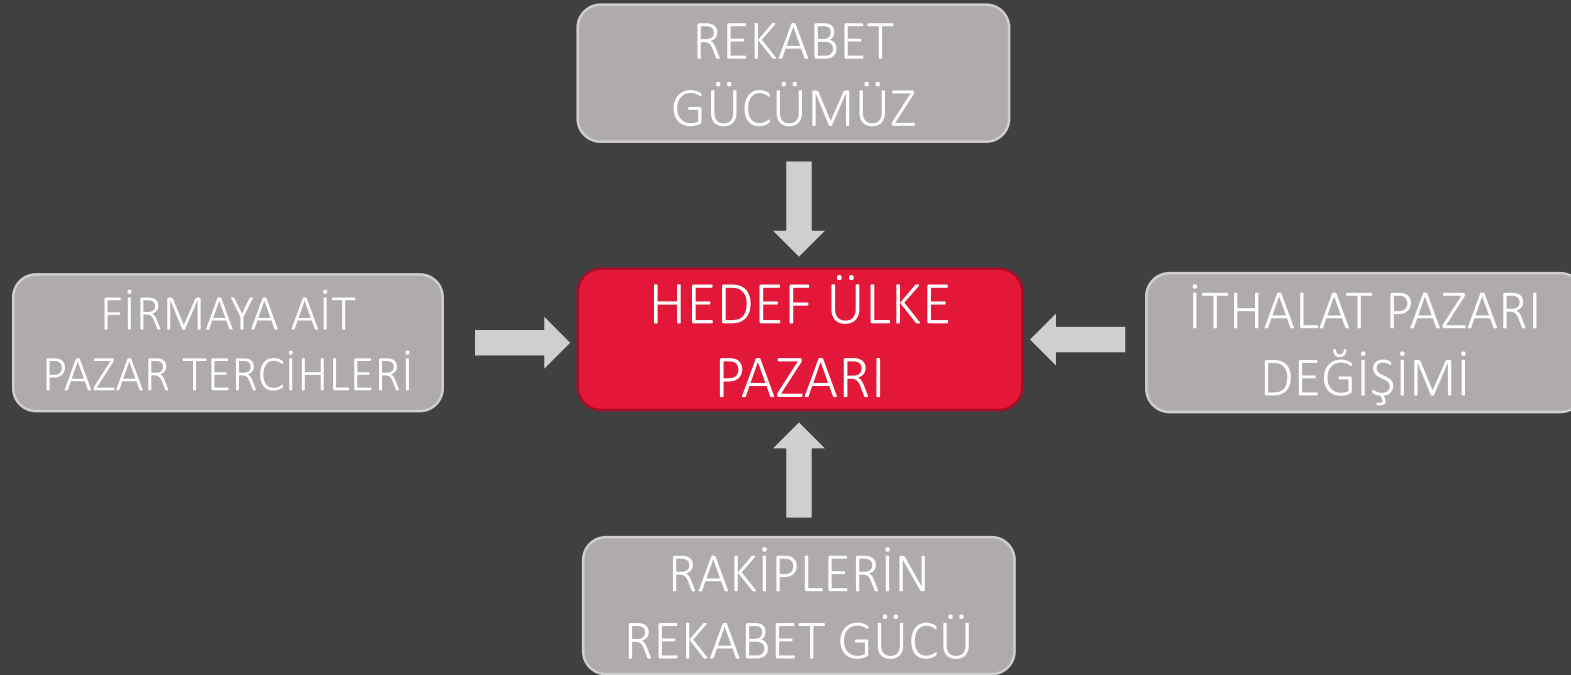 REKABET
GÜCÜMÜZ
FİRMAYA AİT
PAZAR TERCİHLERİ
HEDEF ÜLKE
PAZARI
İTHALAT PAZARI
DEĞİŞİMİ
RAKİPLERİN
REKABET GÜCÜ